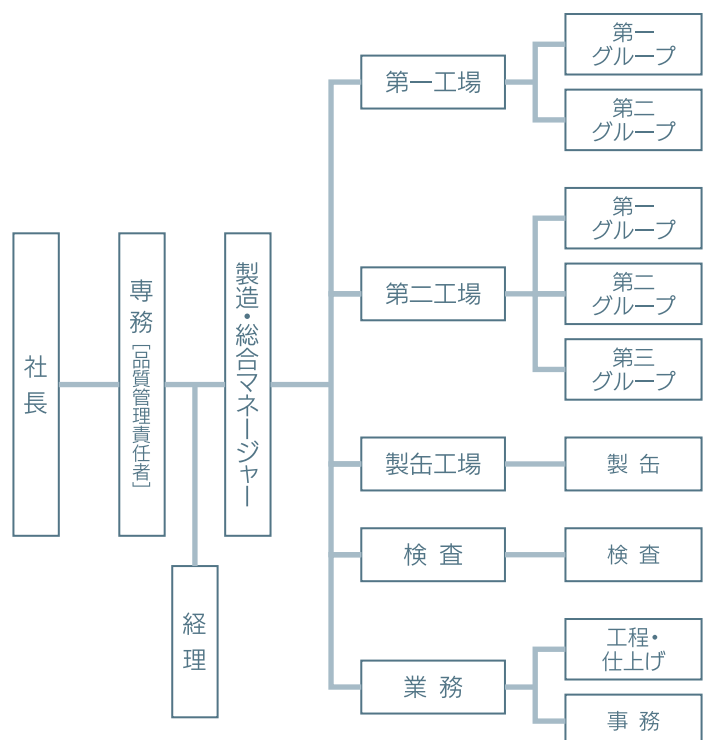 社長
専務[品質管理責任者]
製造・総合マネージャー
経理
第一工場
第一
グループ
第二
グループ
第二工場
第一
グループ
第二
グループ
第三
グループ
製缶工場
製 缶
検 査
検 査
業 務
工程・
仕上げ
事 務